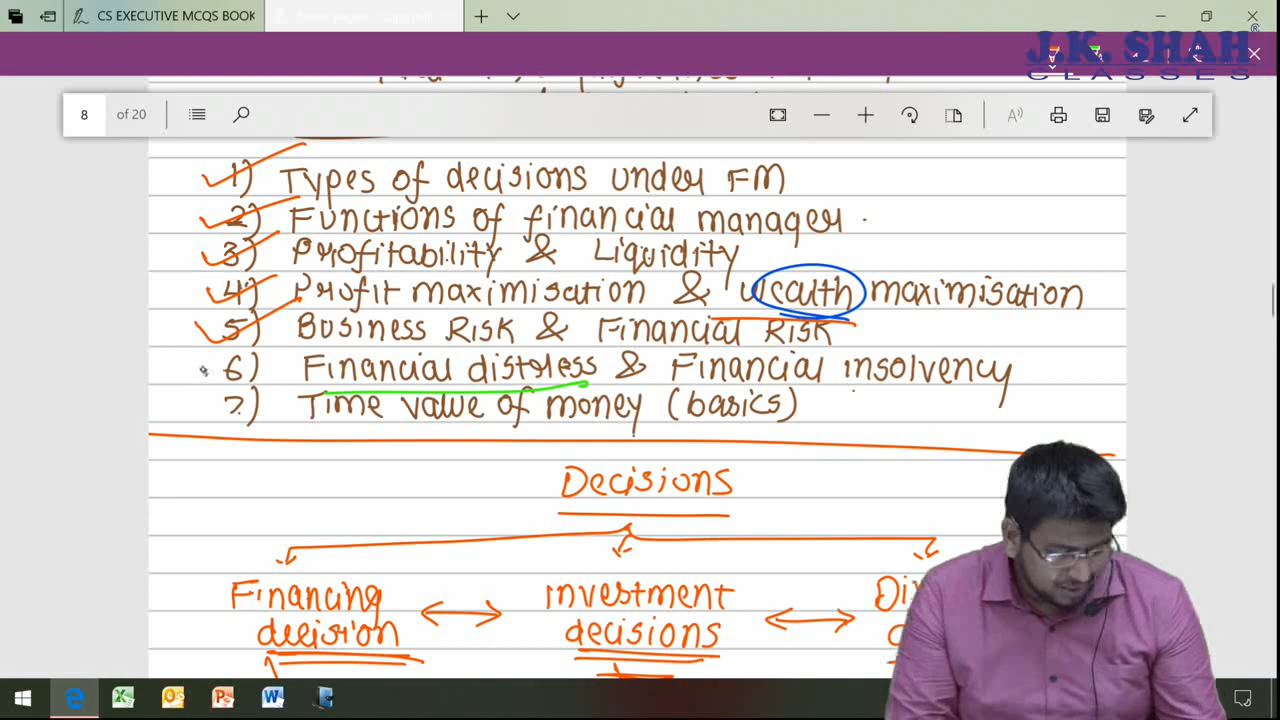 CS EXECUTIVE MCQS BOOK
J.K. SHAH®
CLASSES
8 of 20
1) Types of decisions under FM
2) Functions of financial manager
3) Profitability & Liquidity
4) Profit maximisation & wealth maximisation
5) Business Risk & Financial Risk
6) Financial distress & Financial insolvency
7) Time value of money (basics)
Decisions
Financing investment Di
decision decisions